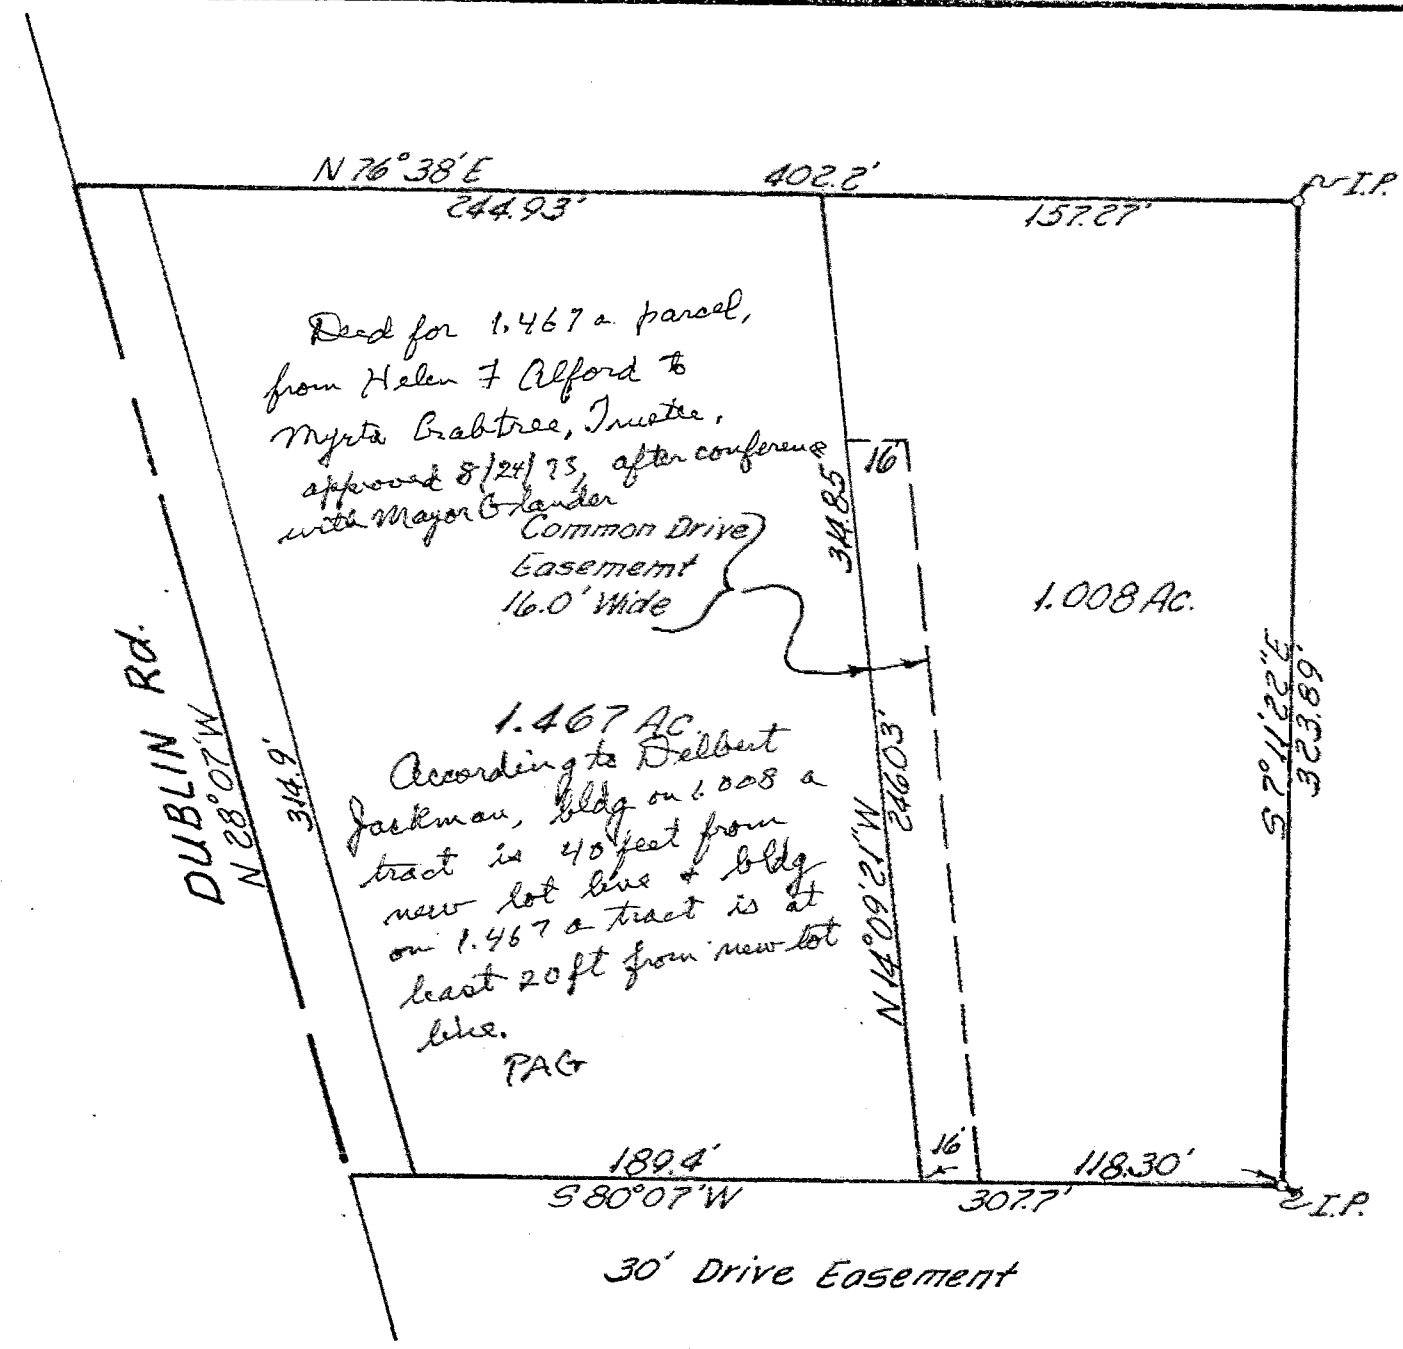 N 76°38'E
402.2'
I.P.
244.93'
157.27'
Deed for 1.467 a parcel,
from Helen F Alford to
Myrta Crabtree, Trustee,
approved 8/24/73, after conference
with Mayor Glander
16'
314.85
Common Drive
Easememt
16.0' Wide
1.008 Ac.
DUBLIN Rd.
N 28°07'W
314.9'
1.467 Ac.
According to Delbert
Jackman, bldg on 1.008 a
tract is 40 feet from
new lot line & bldg
on 1.467 a tract is at
least 20 ft from new lot
line.
PAG
N 14°09'21"W
246.03'
S 7°11'22"E
323.89'
189.4'
16'
118.30'
S 80°07'W
307.7'
I.P.
30' Drive Easement